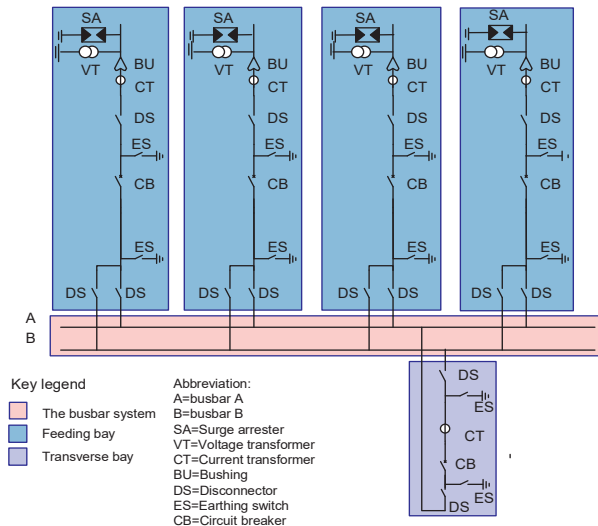 SA SA SA SA
VT BU VT BU VT BU VT BU
CT CT CT CT
DS DS DS DS
ES ES ES ES
CB CB CB CB
ES ES ES ES
DS DS DS DS DS DS DS DS
A
B
DS
ES
CT
CB
ES
DS
Key legend
The busbar system
Feeding bay
Transverse bay
Abbreviation:
A=busbar A
B=busbar B
SA=Surge arrester
VT=Voltage transformer
CT=Current transformer
BU=Bushing
DS=Disconnector
ES=Earthing switch
CB=Circuit breaker